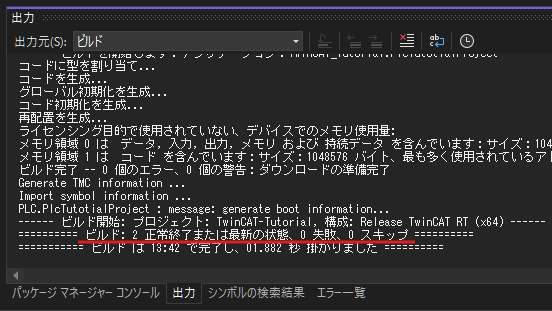 出力
出力元(S): ビルド
コードに型を割り当て...
コードを生成...
グローバル初期化を生成...
コード初期化を生成...
再配置を生成...
ライセンシング目的で使用されていない、デバイスでのメモリ使用量:
メモリ領域 0 は データ，入力，出力，メモリ および 持続データ を含んでいます：サイズ：104
メモリ領域 1 は コード を含んでいます：サイズ：1048576 バイト、最も多く使用されているアド
ビルド完了 -- 0 個のエラー、0 個の警告：ダウンロードの準備完了
Generate TMC information ...
Import symbol information ...
PLC.PlcTutotialProject : message: generate boot information...
------ ビルド開始: プロジェクト: TwinCAT-Tutorial, 構成: Release TwinCAT RT (x64) ------
========== ビルド: 2 正常終了または最新の状態、0 失敗、0 スキップ ==========
========== ビルド は 13:42 で完了し、01.882 秒 掛かりました ==========
パッケージ マネージャー コンソール 出力 シンボルの検索結果 エラー一覧